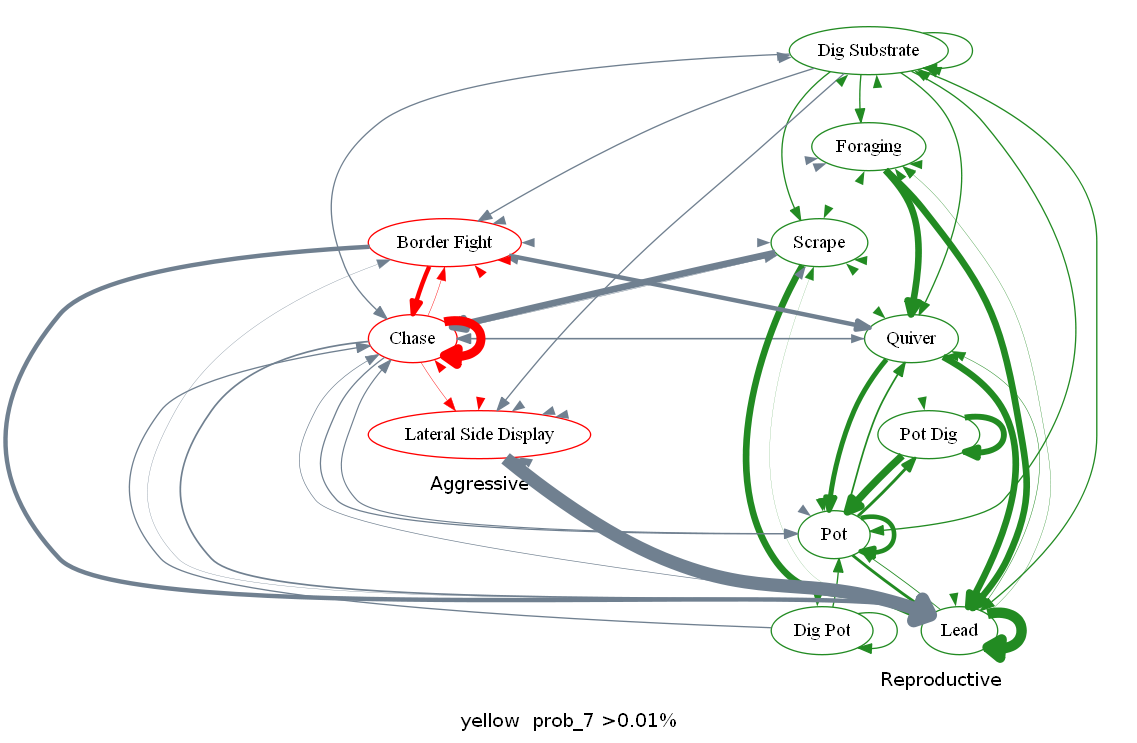 Dig Substrate
Foraging
Border Fight
Scrape
Chase
Quiver
Lateral Side Display
Pot Dig
Aggressive
Pot
Dig Pot
Lead
Reproductive
yellow prob_7 >0.01%